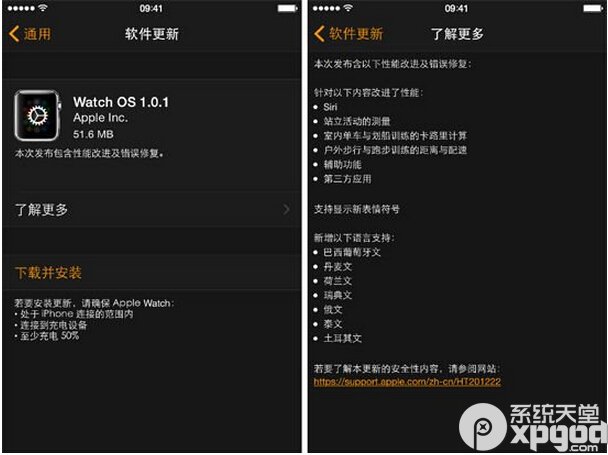 09:41
通用
软件更新
Watch OS 1.0.1
Apple Inc.
51.6 MB
本次发布包含性能改进及错误修复。
了解更多
下载并安装
若要安装更新，请确保 Apple Watch：
• 处于 iPhone 连接的范围内
• 连接到充电设备
• 至少充电 50%
09:41
软件更新
了解更多
本次发布含以下性能改进及错误修复：
针对以下内容改进了性能：
• Siri
• 站立活动的测量
• 室内单车与划船训练的卡路里计算
• 户外步行与跑步训练的距离与配速
• 辅助功能
• 第三方应用
支持显示新表情符号
新增以下语言支持：
• 巴西葡萄牙文
• 丹麦文
• 荷兰文
• 瑞典文
• 俄文
• 泰文
• 土耳其文
若要了解本更新的安全性内容，请参阅网站：
https://support.apple.com/zh-cn/HT201222
系统天堂
xpgod.com